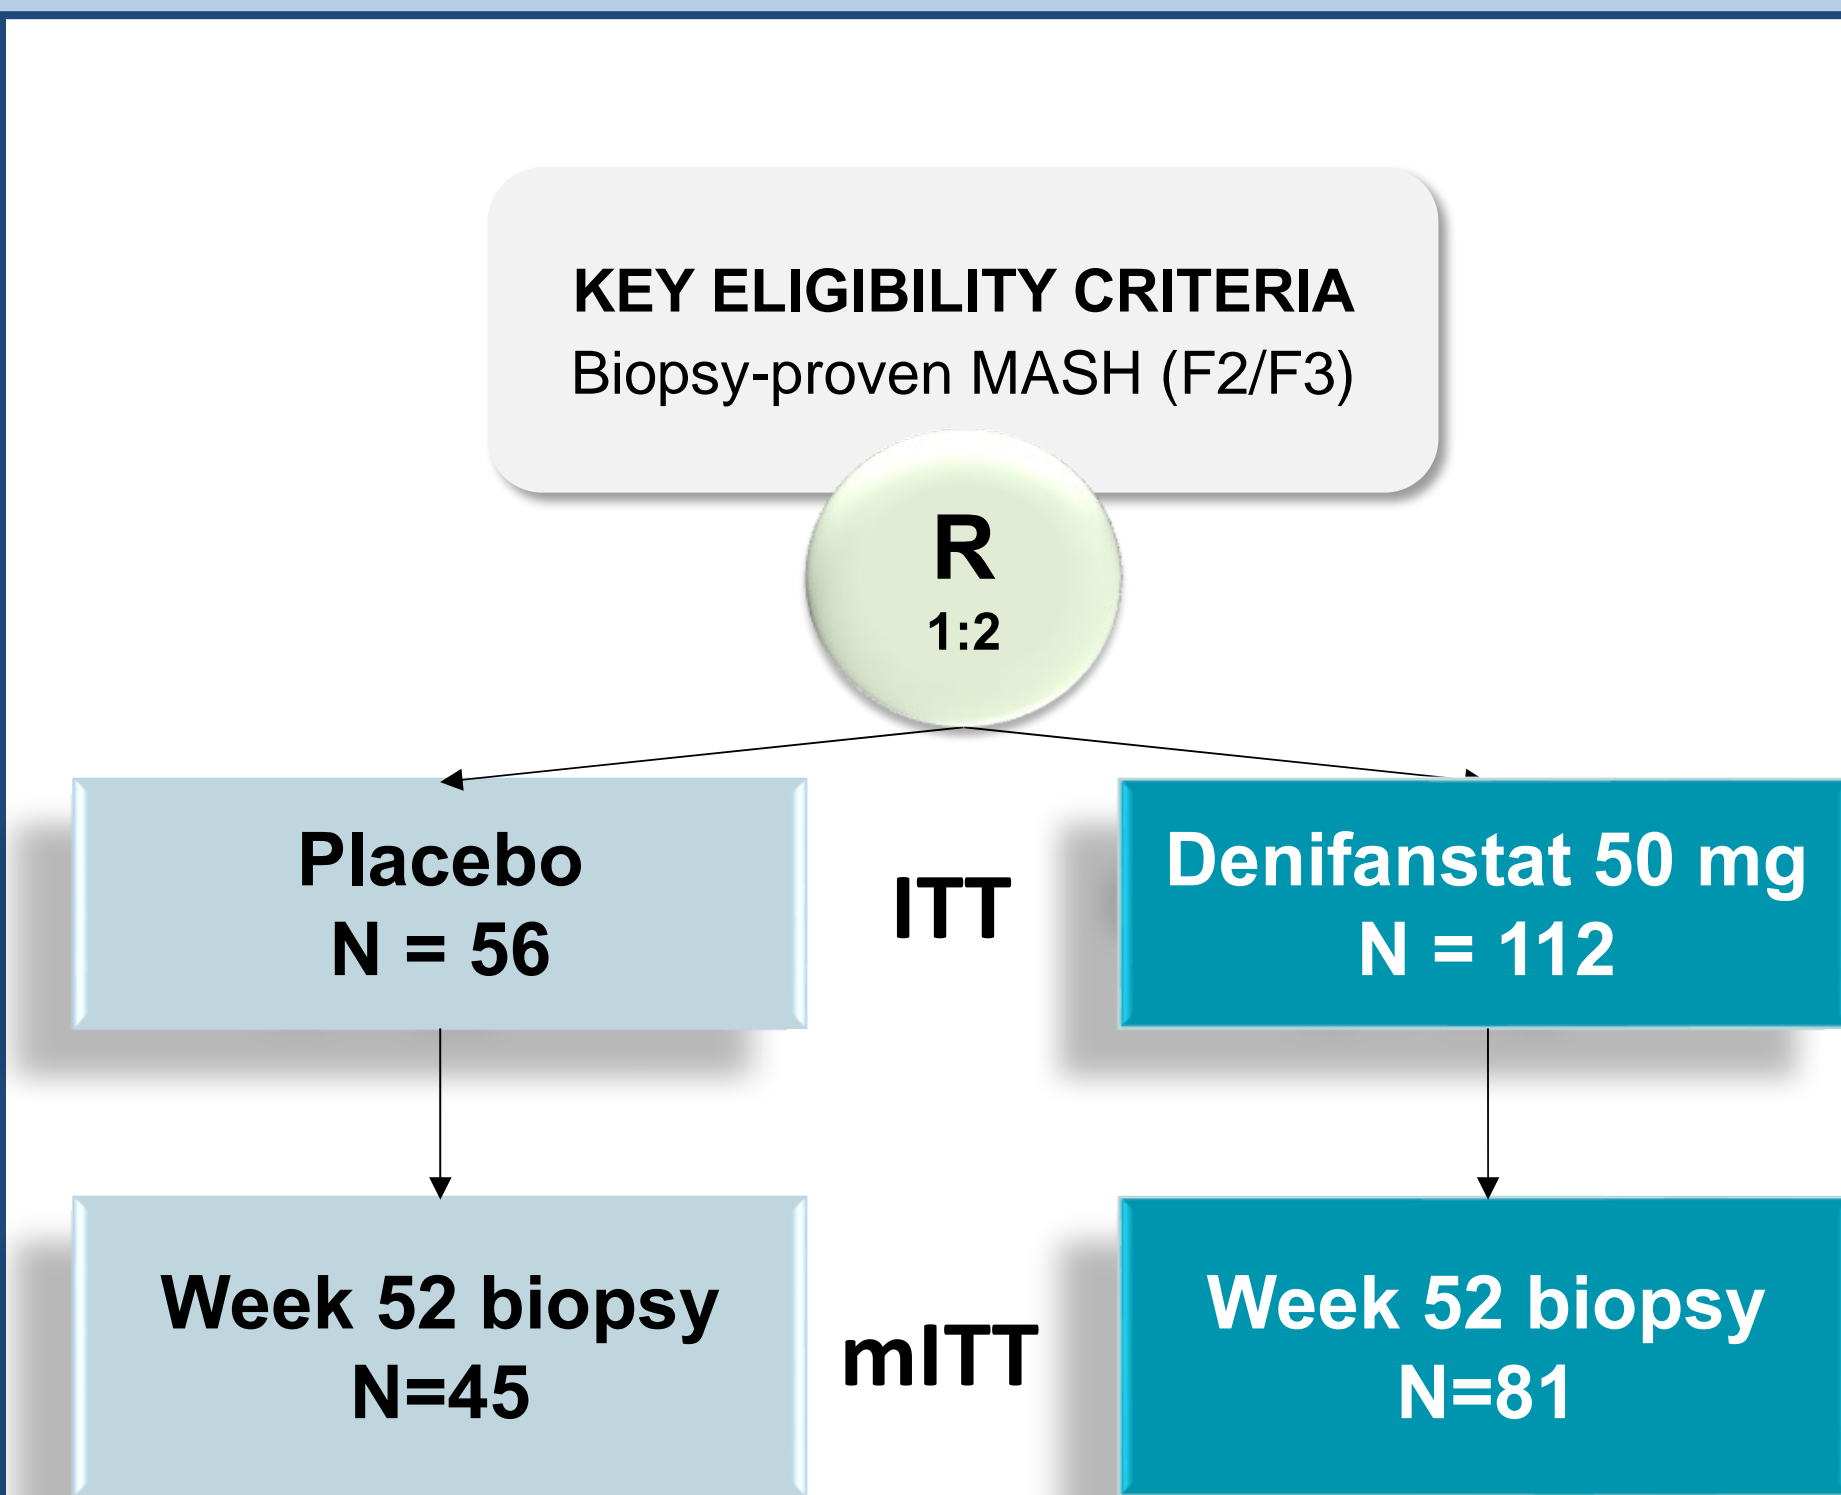 KEY ELIGIBILITY CRITERIA
Biopsy-proven MASH (F2/F3)
R
1:2
Placebo
N = 56
ITT
Denifanstat 50 mg
N = 112
Week 52 biopsy
N=45
mITT
Week 52 biopsy
N=81